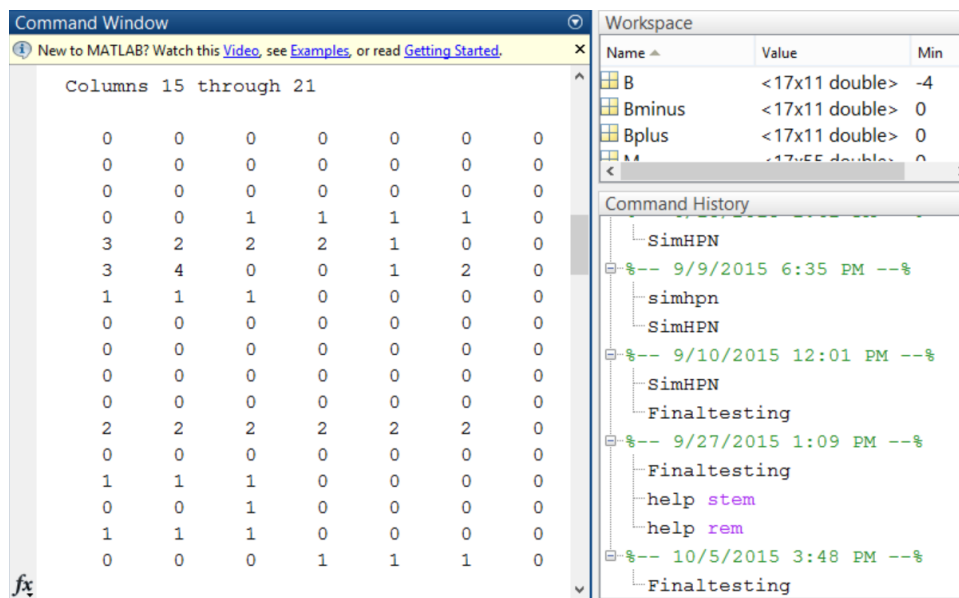 Command Window
New to MATLAB? Watch this Video, see Examples, or read Getting Started.
Columns 15 through 21
0 0 0 0 0 0 0
0 0 0 0 0 0 0
0 0 0 0 0 0 0
0 0 1 1 1 1 0
3 2 2 2 1 0 0
3 4 0 0 1 2 0
1 1 1 0 0 0 0
0 0 0 0 0 0 0
0 0 0 0 0 0 0
0 0 0 0 0 0 0
0 0 0 0 0 0 0
2 2 2 2 2 2 0
0 0 0 0 0 0 0
1 1 1 0 0 0 0
0 0 1 0 0 0 0
1 1 1 0 0 0 0
0 0 0 1 1 1 0
fx
Workspace
Name Value Min
B <17x11 double> -4
Bminus <17x11 double> 0
Bplus <17x11 double> 0
M <17x55 double> 0
Command History
SimHPN
%-- 9/9/2015 6:35 PM --%
simhpn
SimHPN
%-- 9/10/2015 12:01 PM --%
SimHPN
Finaltesting
%-- 9/27/2015 1:09 PM --%
Finaltesting
help stem
help rem
%-- 10/5/2015 3:48 PM --%
Finaltesting